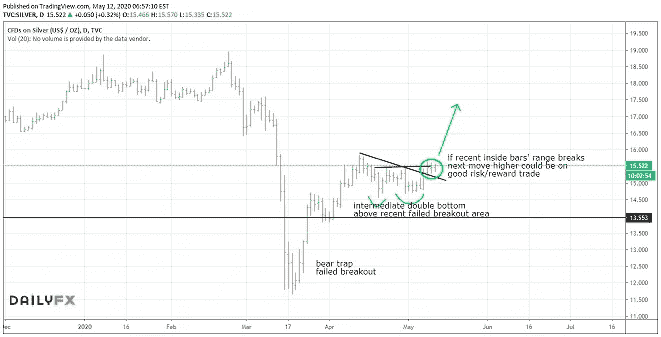 Published on TradingView.com, May 12, 2020 06:57:10 EST
TVC:SILVER, D 15.522 ▲ +0.050 (+0.32%) O:15.466 H:15.570 L:15.335 C:15.522
CFDs on Silver (US$ / OZ), D, TVC
Vol (20): No volume is provided by the data vendor.
19.500
19.000
18.500
18.000
17.500
17.000
16.500
16.000
15.522
10:02:54
15.000
14.500
13.553
13.000
12.500
12.000
11.500
11.000
If recent inside bars' range breaks
next move higher could be on
good risk/reward trade
intermediate double bottom
above recent failed breakout area
bear trap
failed breakout
DAILYFX
Dec
2020
16
Feb
Mar
17
Apr
May
Jun
Jul
16